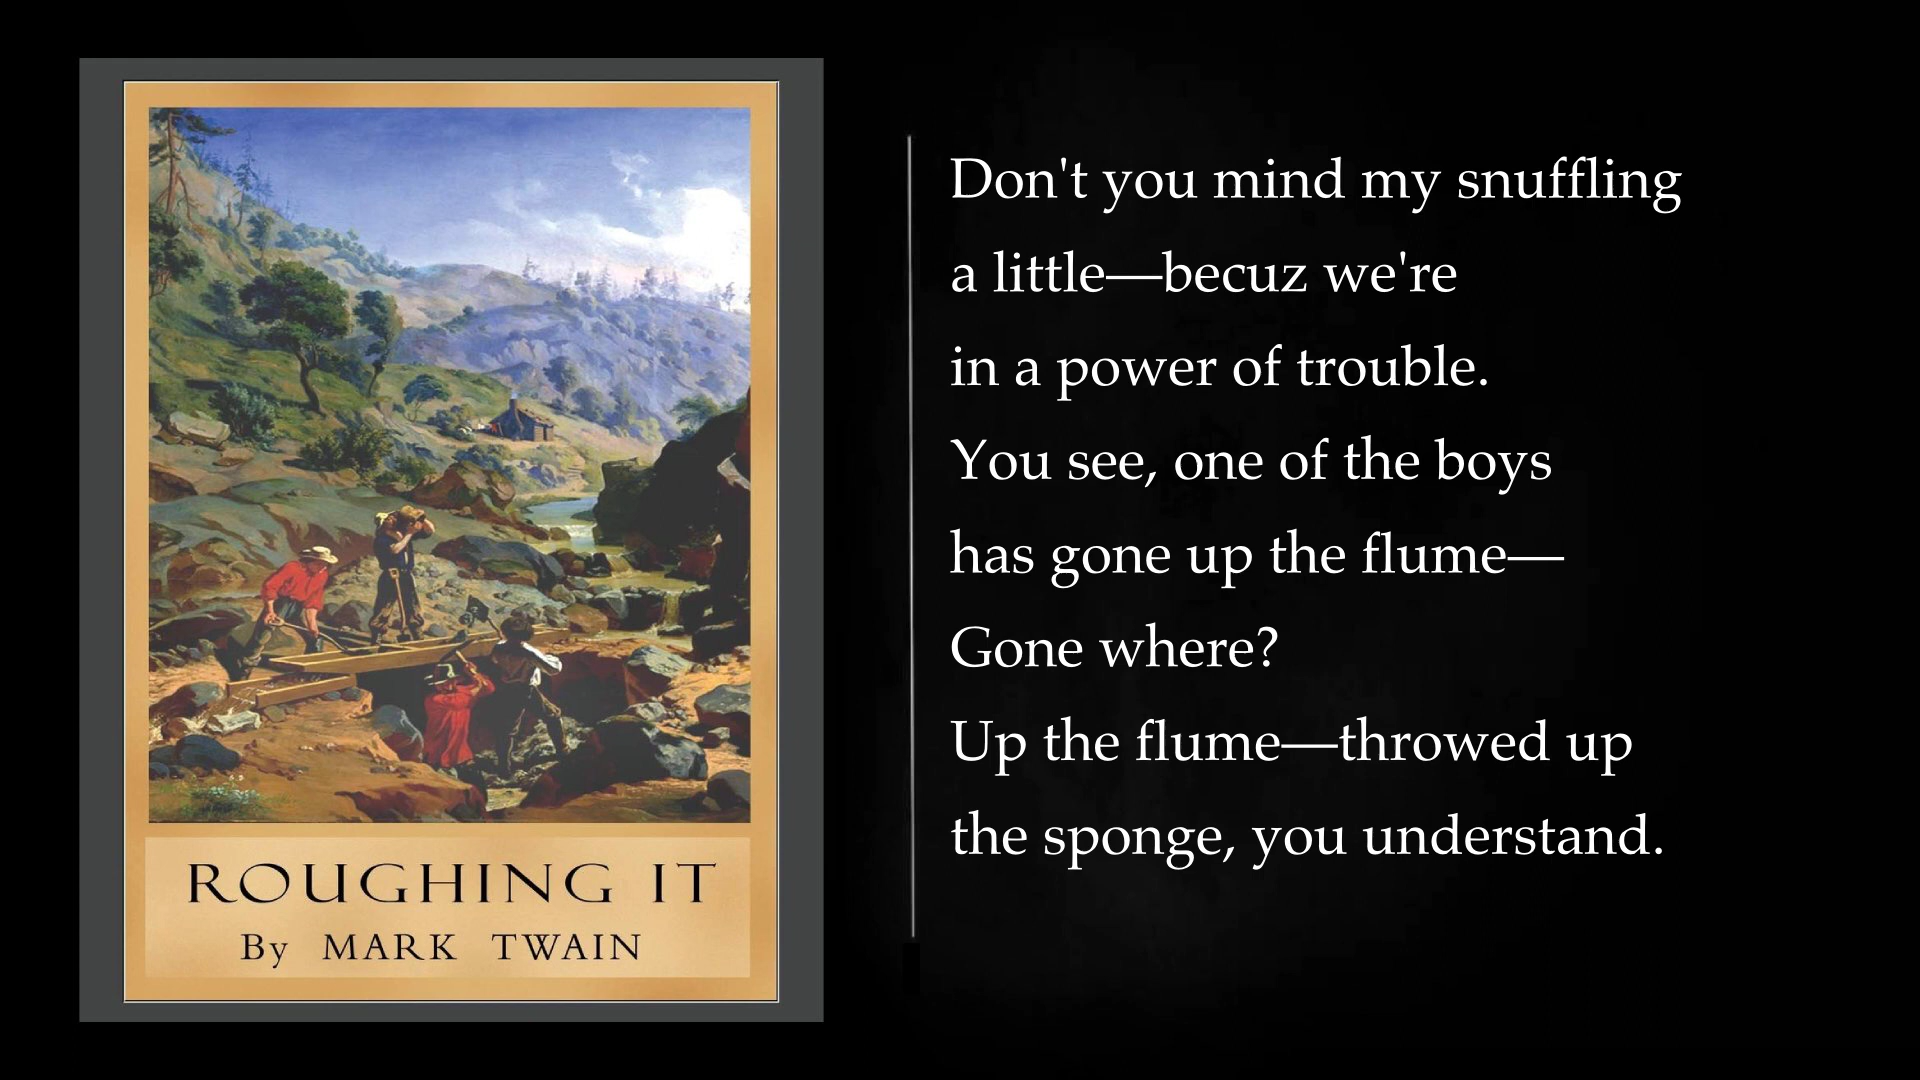 ROUGHING IT
By MARK TWAIN
Don't you mind my snuffling
a little—becuz we're
in a power of trouble.
You see, one of the boys
has gone up the flume—
Gone where?
Up the flume—throwed up
the sponge, you understand.